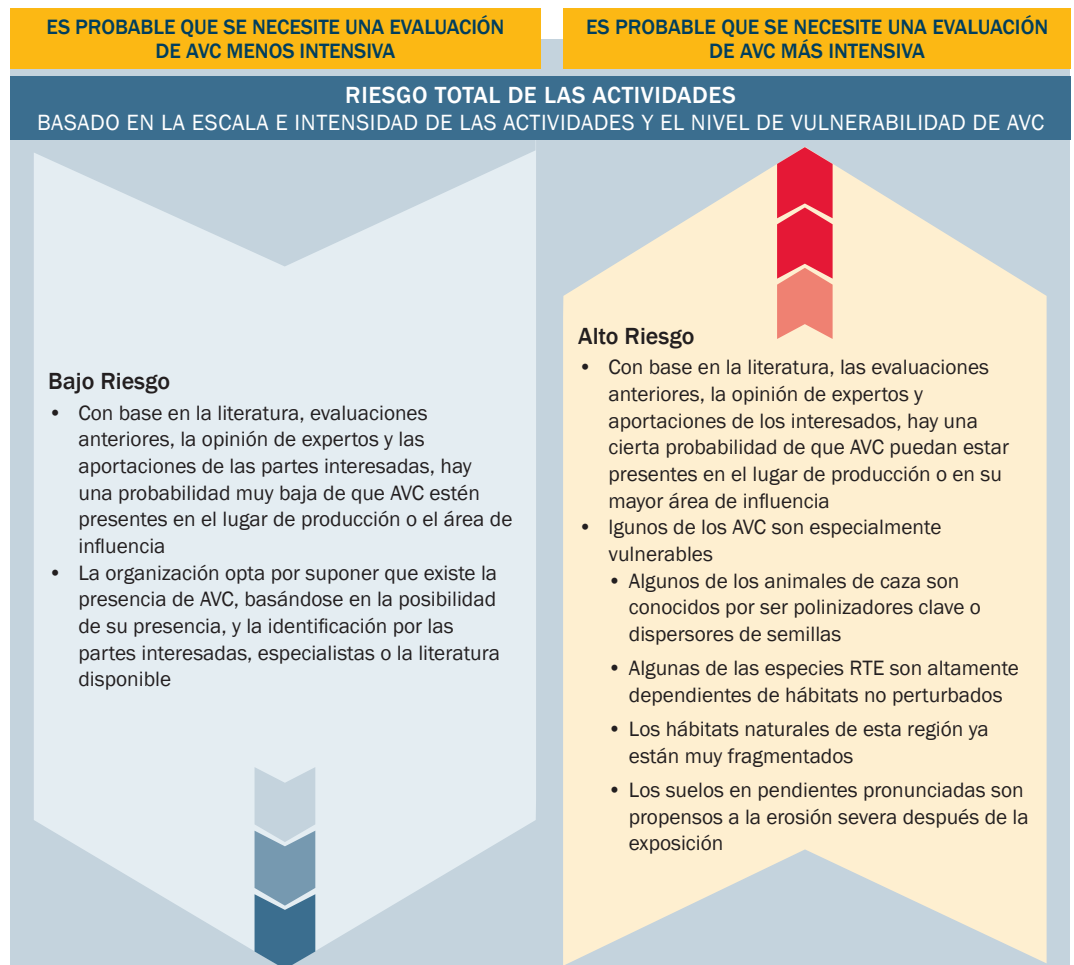 ES PROBABLE QUE SE NECESITE UNA EVALUACIÓN
DE AVC MENOS INTENSIVA
ES PROBABLE QUE SE NECESITE UNA EVALUACIÓN
DE AVC MÁS INTENSIVA
RIESGO TOTAL DE LAS ACTIVIDADES
BASADO EN LA ESCALA E INTENSIDAD DE LAS ACTIVIDADES Y EL NIVEL DE VULNERABILIDAD DE AVC
Bajo Riesgo
• Con base en la literatura, evaluaciones
anteriores, la opinión de expertos y las
aportaciones de las partes interesadas, hay
una probabilidad muy baja de que AVC estén
presentes en el lugar de producción o el área de
influencia
• La organización opta por suponer que existe la
presencia de AVC, basándose en la posibilidad
de su presencia, y la identificación por las
partes interesadas, especialistas o la literatura
disponible
Alto Riesgo
• Con base en la literatura, las evaluaciones
anteriores, la opinión de expertos y
aportaciones de los interesados, hay una
cierta probabilidad de que AVC puedan estar
presentes en el lugar de producción o en su
mayor área de influencia
• lgunos de los AVC son especialmente
vulnerables
• Algunos de los animales de caza son
conocidos por ser polinizadores clave o
dispersores de semillas
• Algunas de las especies RTE son altamente
dependientes de hábitats no perturbados
• Los hábitats naturales de esta región ya
están muy fragmentados
• Los suelos en pendientes pronunciadas son
propensos a la erosión severa después de la
exposición